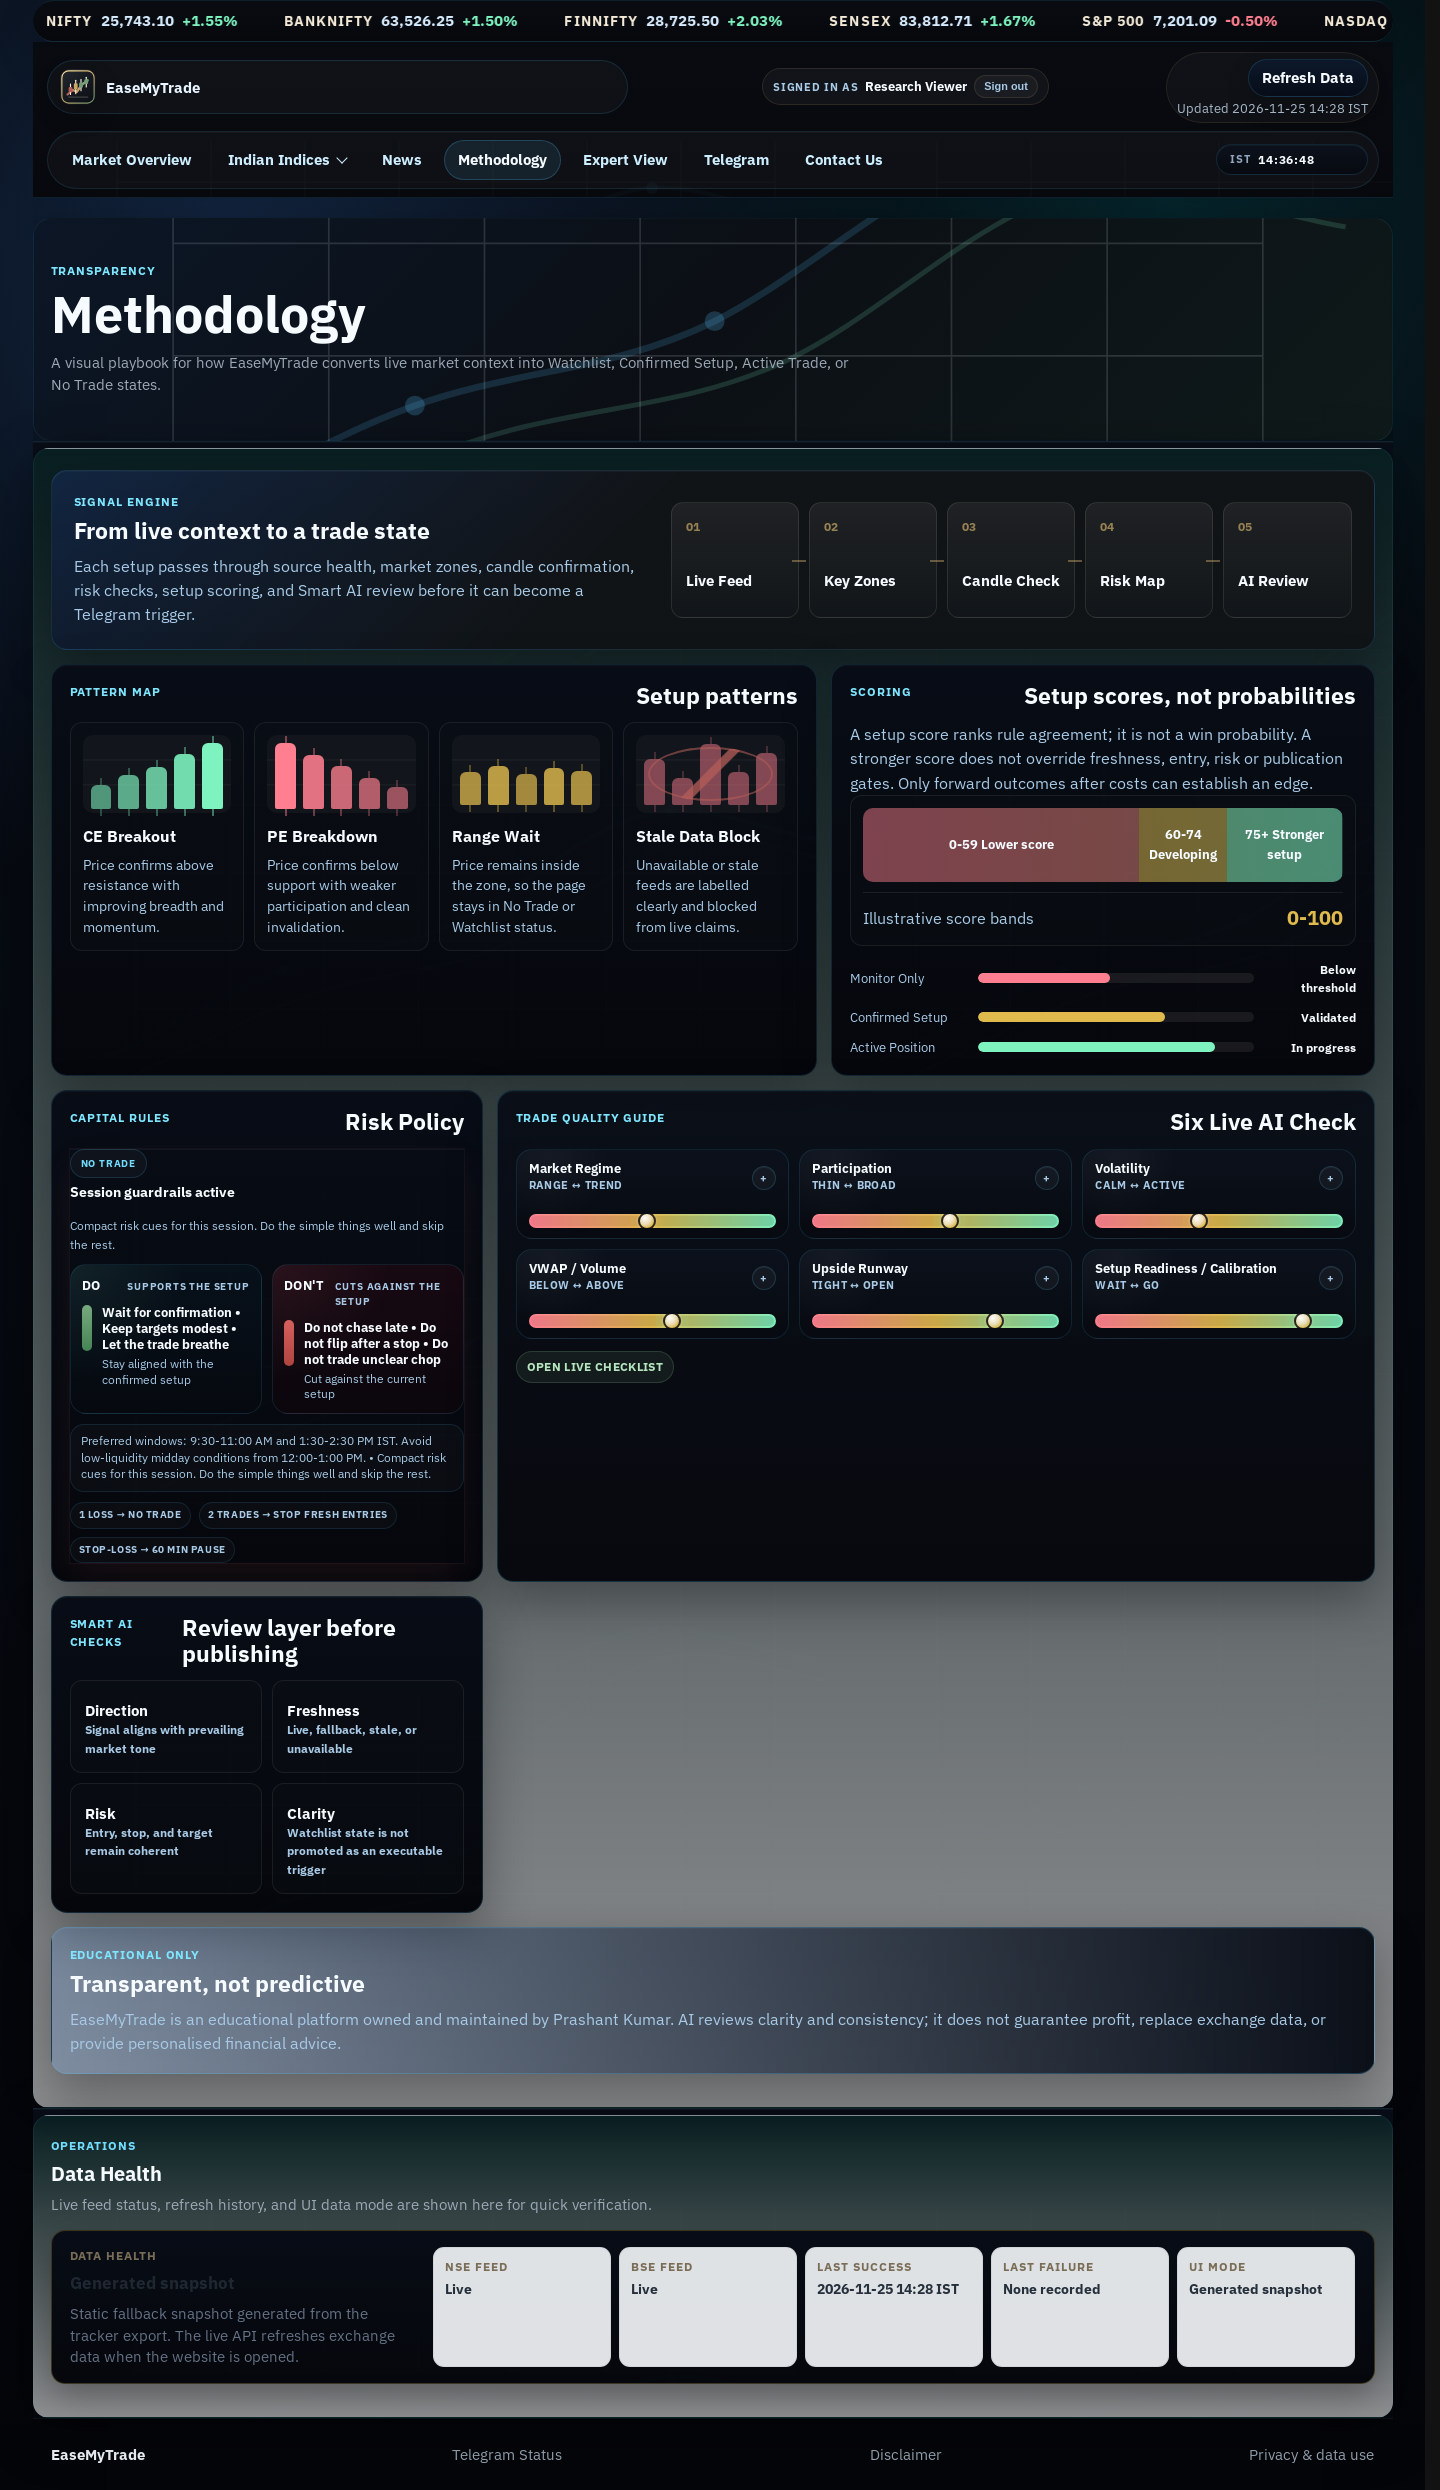 NIFTY 25,743.10 +1.55% BANKNIFTY 63,526.25 +1.50% FINNIFTY 28,725.50 +2.03% SENSEX 83,812.71 +1.67% S&P 500 7,201.09 -0.50% NASDAQ
EaseMyTrade
SIGNED IN AS Research Viewer Sign out
Refresh Data
Updated 2026-11-25 14:28 IST
Market Overview Indian Indices News Methodology Expert View Telegram Contact Us IST 14:36:48
TRANSPARENCY
Methodology
A visual playbook for how EaseMyTrade converts live market context into Watchlist, Confirmed Setup, Active Trade, or
No Trade states.
SIGNAL ENGINE
From live context to a trade state
Each setup passes through source health, market zones, candle confirmation,
risk checks, setup scoring, and Smart AI review before it can become a
Telegram trigger.
01
Live Feed
02
Key Zones
03
Candle Check
04
Risk Map
05
AI Review
PATTERN MAP
Setup patterns
CE Breakout
Price confirms above
resistance with
improving breadth and
momentum.
PE Breakdown
Price confirms below
support with weaker
participation and clean
invalidation.
Range Wait
Price remains inside
the zone, so the page
stays in No Trade or
Watchlist status.
Stale Data Block
Unavailable or stale
feeds are labelled
clearly and blocked
from live claims.
SCORING
Setup scores, not probabilities
A setup score ranks rule agreement; it is not a win probability. A
stronger score does not override freshness, entry, risk or publication
gates. Only forward outcomes after costs can establish an edge.
0-59 Lower score
60-74
Developing
75+ Stronger
setup
Illustrative score bands 0-100
Monitor Only
Below
threshold
Confirmed Setup Validated
Active Position In progress
CAPITAL RULES
Risk Policy
NO TRADE
Session guardrails active
Compact risk cues for this session. Do the simple things well and skip
the rest.
DO SUPPORTS THE SETUP
Wait for confirmation •
Keep targets modest •
Let the trade breathe
Stay aligned with the
confirmed setup
DON'T CUTS AGAINST THE
SETUP
Do not chase late • Do
not flip after a stop • Do
not trade unclear chop
Cut against the current
setup
Preferred windows: 9:30-11:00 AM and 1:30-2:30 PM IST. Avoid
low-liquidity midday conditions from 12:00-1:00 PM. • Compact risk
cues for this session. Do the simple things well and skip the rest.
1 LOSS → NO TRADE 2 TRADES → STOP FRESH ENTRIES
STOP-LOSS → 60 MIN PAUSE
TRADE QUALITY GUIDE
Six Live AI Check
Market Regime
RANGE ↔ TREND
+
Participation
THIN ↔ BROAD
+
Volatility
CALM ↔ ACTIVE
+
VWAP / Volume
BELOW ↔ ABOVE
+
Upside Runway
TIGHT ↔ OPEN
+
Setup Readiness / Calibration
WAIT ↔ GO
+
OPEN LIVE CHECKLIST
SMART AI
CHECKS
Review layer before
publishing
Direction
Signal aligns with prevailing
market tone
Freshness
Live, fallback, stale, or
unavailable
Risk
Entry, stop, and target
remain coherent
Clarity
Watchlist state is not
promoted as an executable
trigger
EDUCATIONAL ONLY
Transparent, not predictive
EaseMyTrade is an educational platform owned and maintained by Prashant Kumar. AI reviews clarity and consistency; it does not guarantee profit, replace exchange data, or
provide personalised financial advice.
OPERATIONS
Data Health
Live feed status, refresh history, and UI data mode are shown here for quick verification.
DATA HEALTH
Generated snapshot
Static fallback snapshot generated from the
tracker export. The live API refreshes exchange
data when the website is opened.
NSE FEED
Live
BSE FEED
Live
LAST SUCCESS
2026-11-25 14:28 IST
LAST FAILURE
None recorded
UI MODE
Generated snapshot
EaseMyTrade Telegram Status Disclaimer Privacy & data use